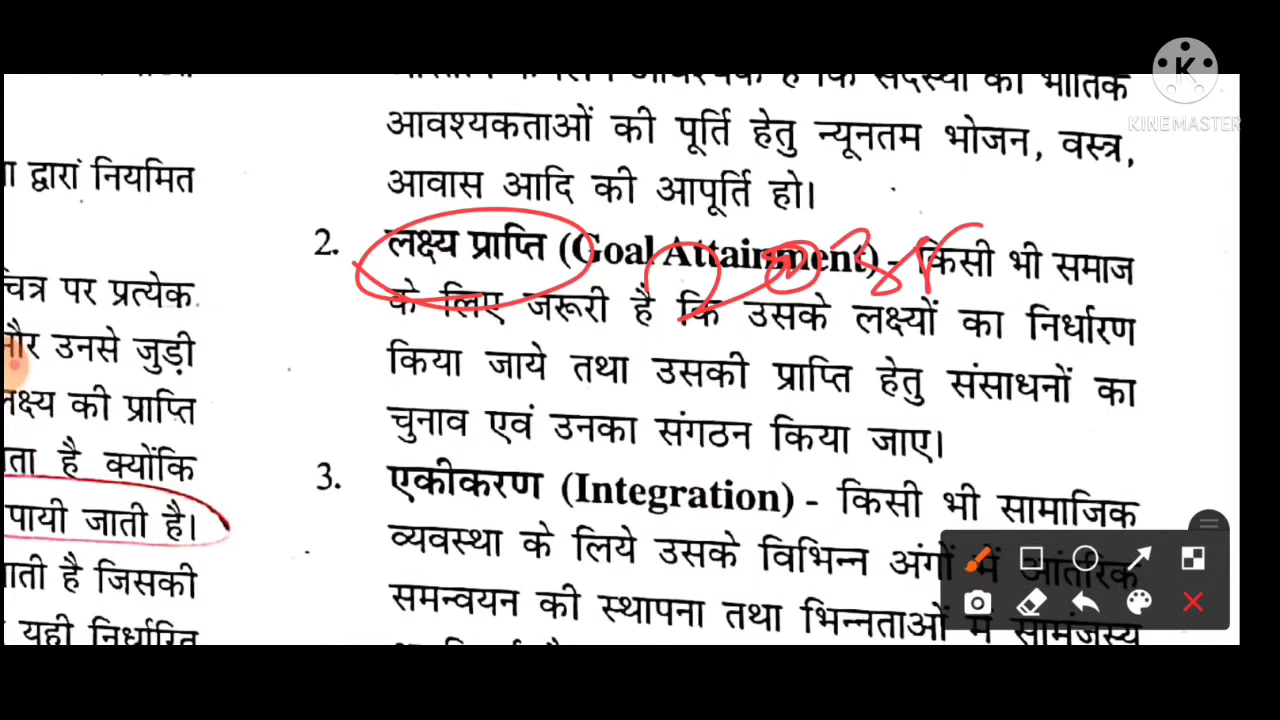 आवश्यकताओं की पूर्ति हेतु न्यूनतम भोजन, वस्त्र,
आवास आदि की आपूर्ति हो।
2. लक्ष्य प्राप्ति (Goal Attainment) - किसी भी समाज
के लिए जरूरी है कि उसके लक्ष्यों का निर्धारण
किया जाये तथा उसकी प्राप्ति हेतु संसाधनों का
चुनाव एवं उनका संगठन किया जाए।
3. एकीकरण (Integration) - किसी भी सामाजिक
व्यवस्था के लिये उसके विभिन्न अंगों में आंतरिक
समन्वयन की स्थापना तथा भिन्नताओं में सामंजस्य
द्वारां नियमित
चित्र पर प्रत्येक
और उनसे जुड़ी
लक्ष्य की प्राप्ति
है क्योंकि
पायी जाती है।
है जिसकी
यही निर्धारित
K
KINEMASTER